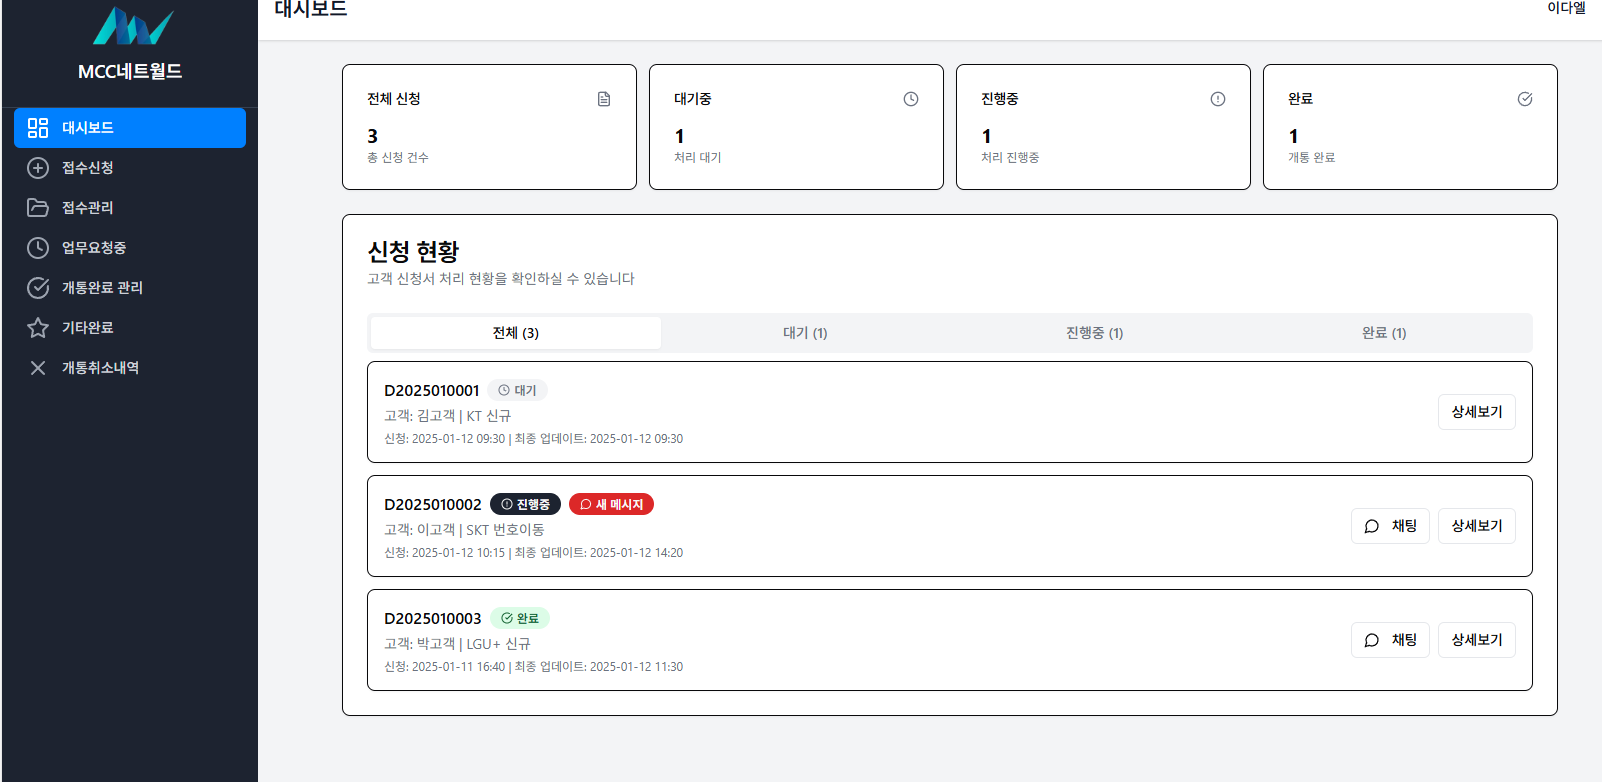 MCC네트월드
대시보드
접수신청
접수관리
업무요청중
개통완료 관리
기타완료
개통취소내역
대시보드
이다엘
전체 신청
3
총 신청 건수
대기중
1
처리 대기
진행중
1
처리 진행중
완료
1
개통 완료
신청 현황
고객 신청서 처리 현황을 확인하실 수 있습니다
전체 (3)
대기 (1)
진행중 (1)
완료 (1)
D2025010001 대기
고객: 김고객 | KT 신규
신청: 2025-01-12 09:30 | 최종 업데이트: 2025-01-12 09:30
상세보기
D2025010002 진행중 새 메시지
고객: 이고객 | SKT 번호이동
신청: 2025-01-12 10:15 | 최종 업데이트: 2025-01-12 14:20
채팅
상세보기
D2025010003 완료
고객: 박고객 | LGU+ 신규
신청: 2025-01-11 16:40 | 최종 업데이트: 2025-01-12 11:30
채팅
상세보기